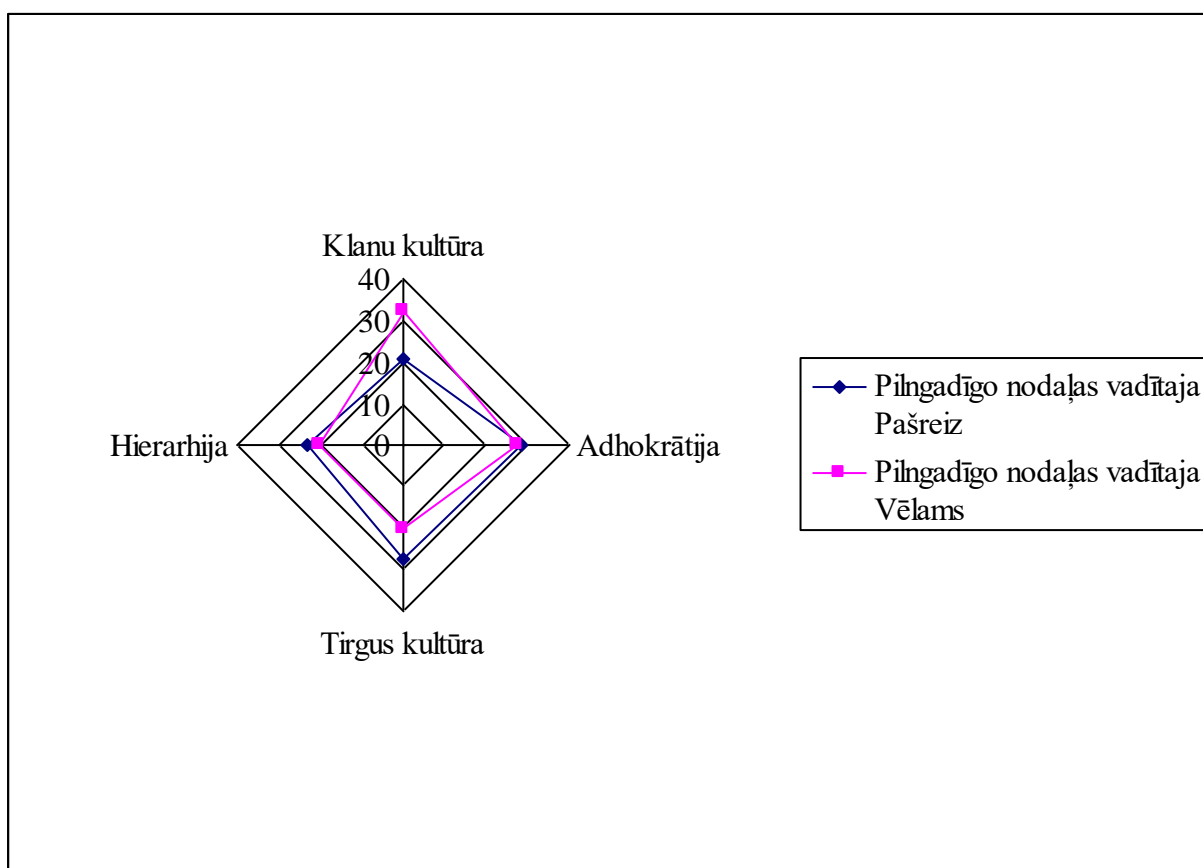 Klanu kultūra
40
30
20
10
0
Hierarhija
Adhokrātija
Tirgus kultūra
Pilngadīgo nodaļas vadītaja
Pašreiz
Pilngadīgo nodaļas vadītaja
Vēlams